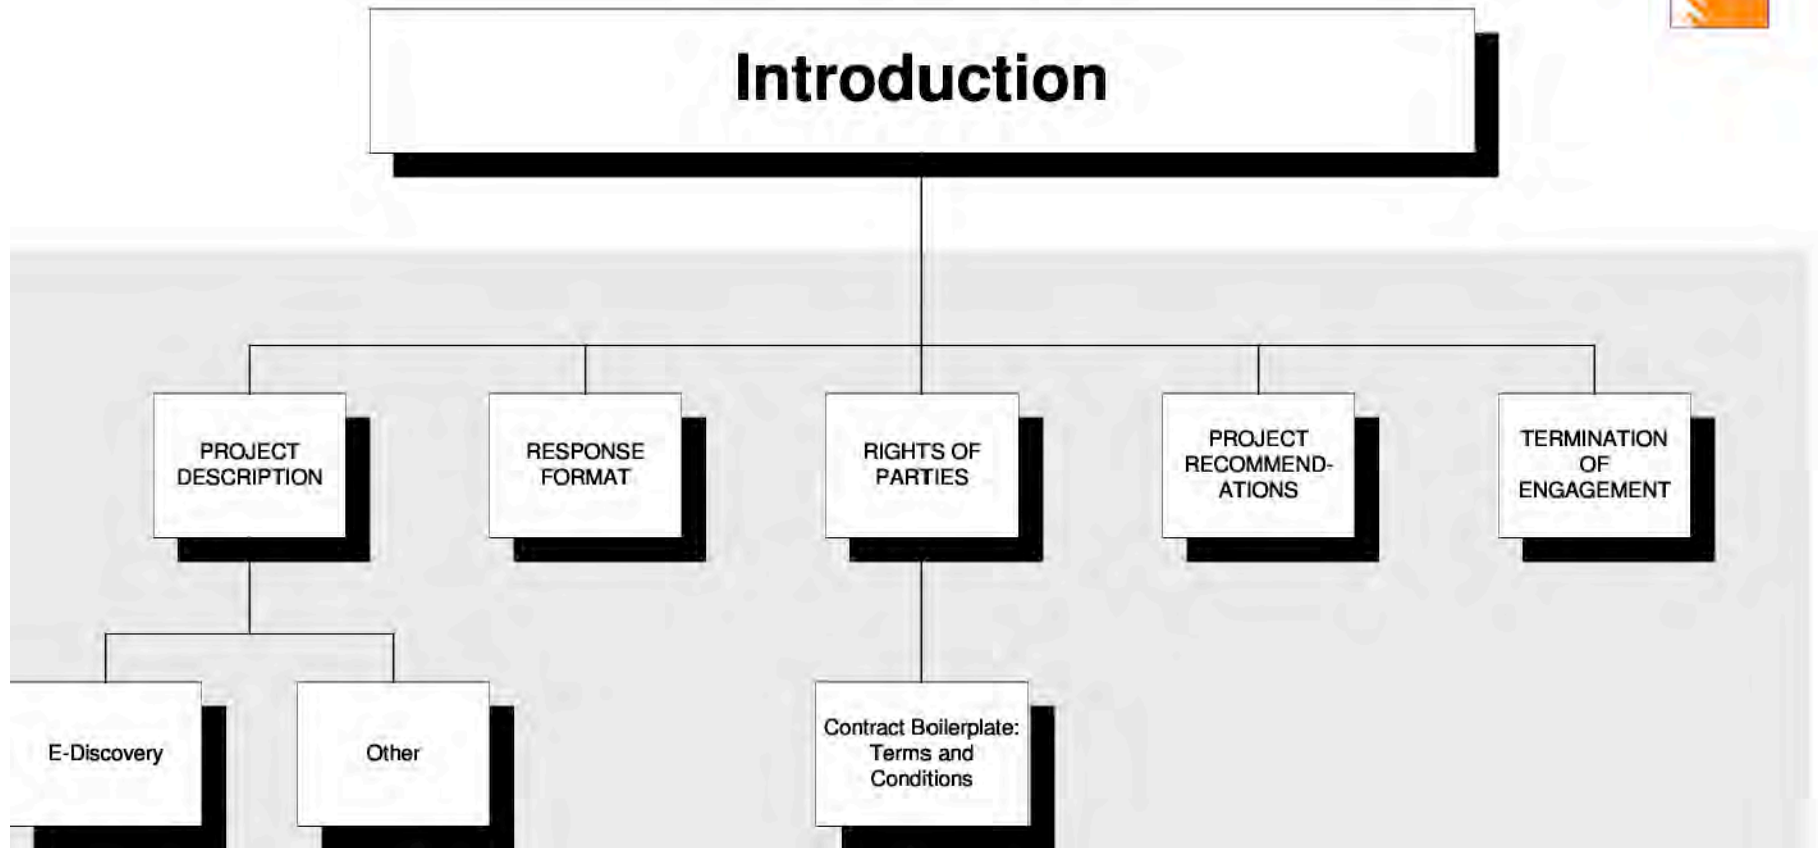 Introduction
PROJECT
DESCRIPTION
RESPONSE
FORMAT
RIGHTS OF
PARTIES
PROJECT
RECOMMEND-
ATIONS
TERMINATION
OF
ENGAGEMENT
E-Discovery
Other
Contract Boilerplate:
Terms and
Conditions